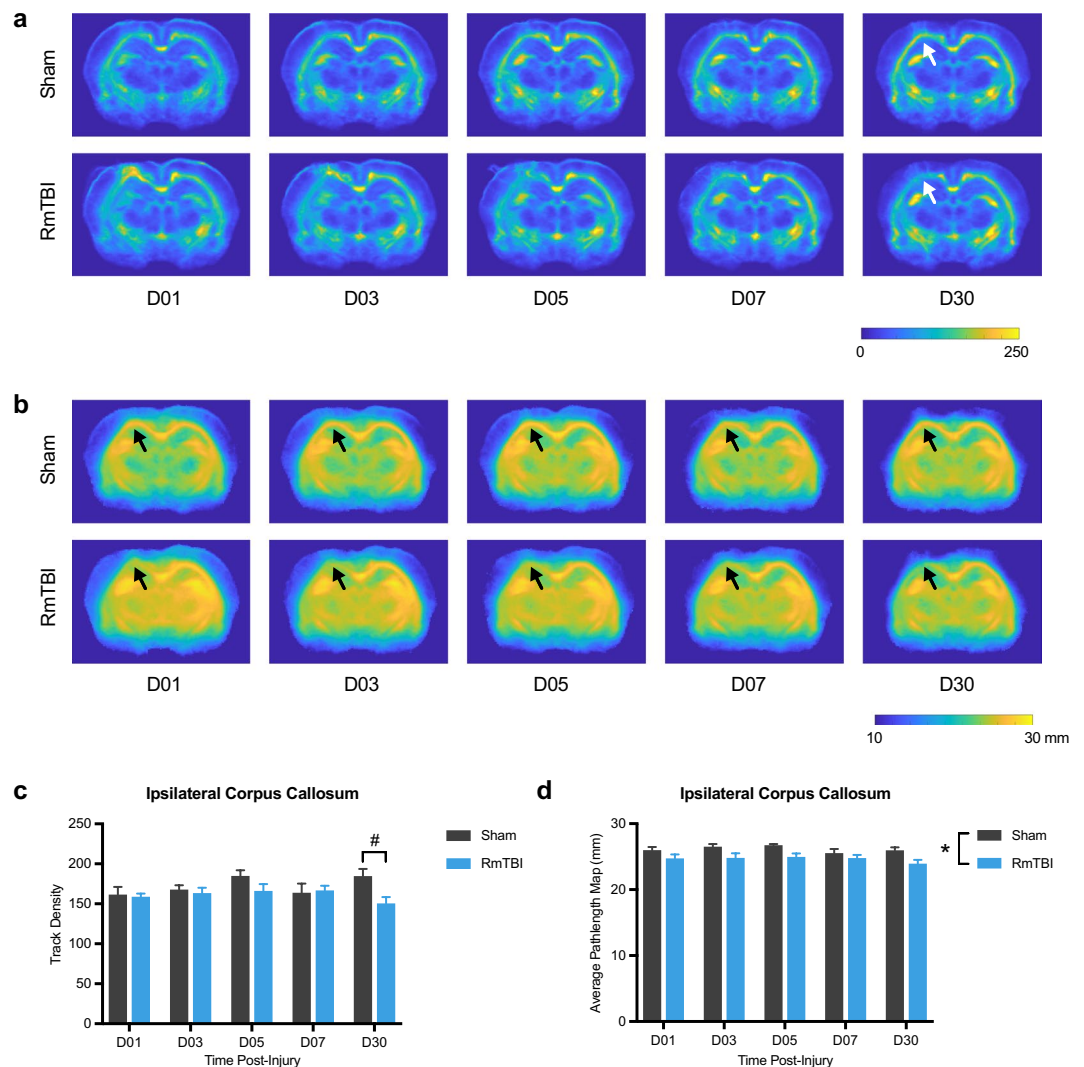 a
Sham
RmTBI
D01 D03 D05 D07 D30
0 250
b
Sham
RmTBI
D01 D03 D05 D07 D30
10 30 mm
c
Ipsilateral Corpus Callosum
250
200
150
100
50
0
Track Density
#
Sham
RmTBI
D01 D03 D05 D07 D30
Time Post-Injury
d
Ipsilateral Corpus Callosum
30
20
10
0
Average Pathlength Map (mm)
*
Sham
RmTBI
D01 D03 D05 D07 D30
Time Post-Injury